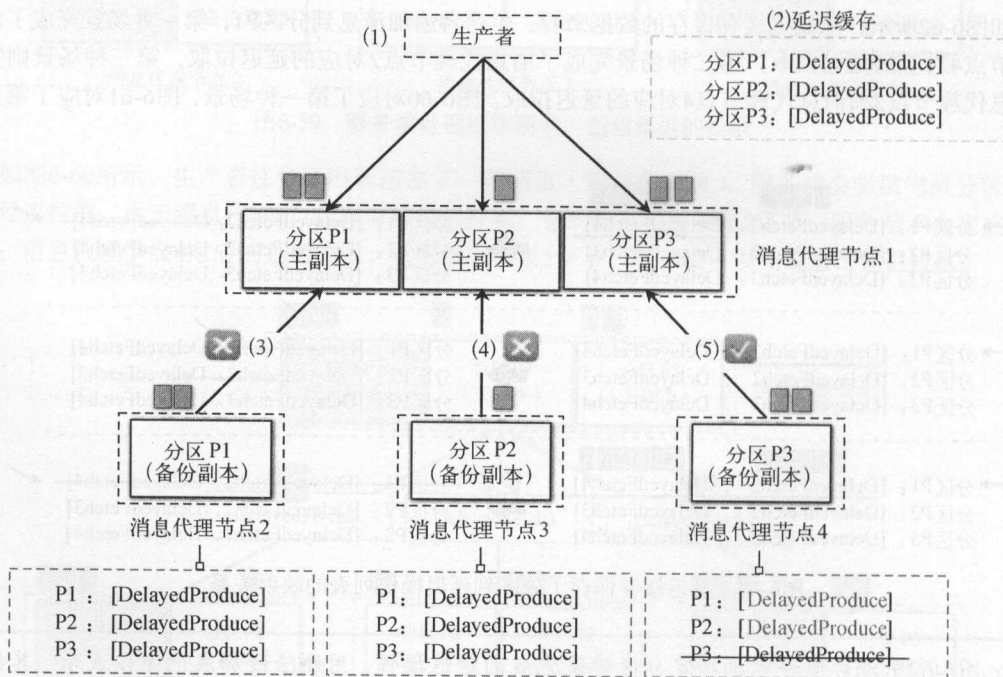 (1) 生产者
(2)延迟缓存
分区P1：[DelayedProduce]
分区P2：[DelayedProduce]
分区P3：[DelayedProduce]
分区P1
(主副本)
分区P2
(主副本)
分区P3
(主副本)
消息代理节点1
(3)
(4)
(5)
分区P1
(备份副本)
分区P2
(备份副本)
分区P3
(备份副本)
消息代理节点2
消息代理节点3
消息代理节点4
P1：[DelayedProduce]
P2：[DelayedProduce]
P3：[DelayedProduce]
P1：[DelayedProduce]
P2：[DelayedProduce]
P3：[DelayedProduce]
P1：[DelayedProduce]
P2：[DelayedProduce]
P3：[DelayedProduce]